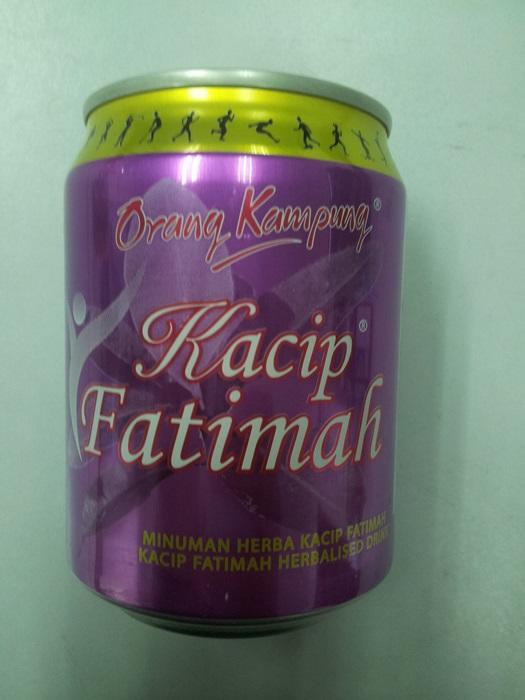 Orang Kampung®
Kacip®
Fatimah
MINUMAN HERBA KACIP FATIMAH
KACIP FATIMAH HERBALISED DRINK